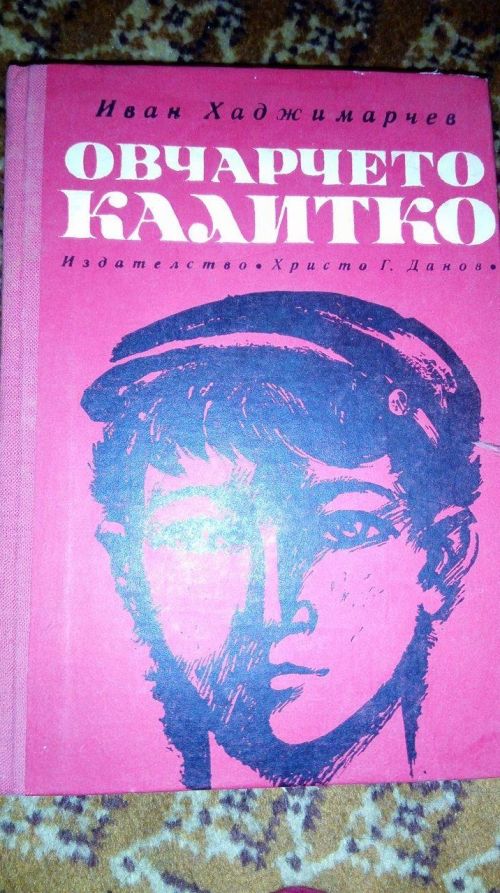 Иван Хаджимарчев
ОВЧАРЧЕТО
КАЛИТКО
Издателство • Христо Г. Данов •